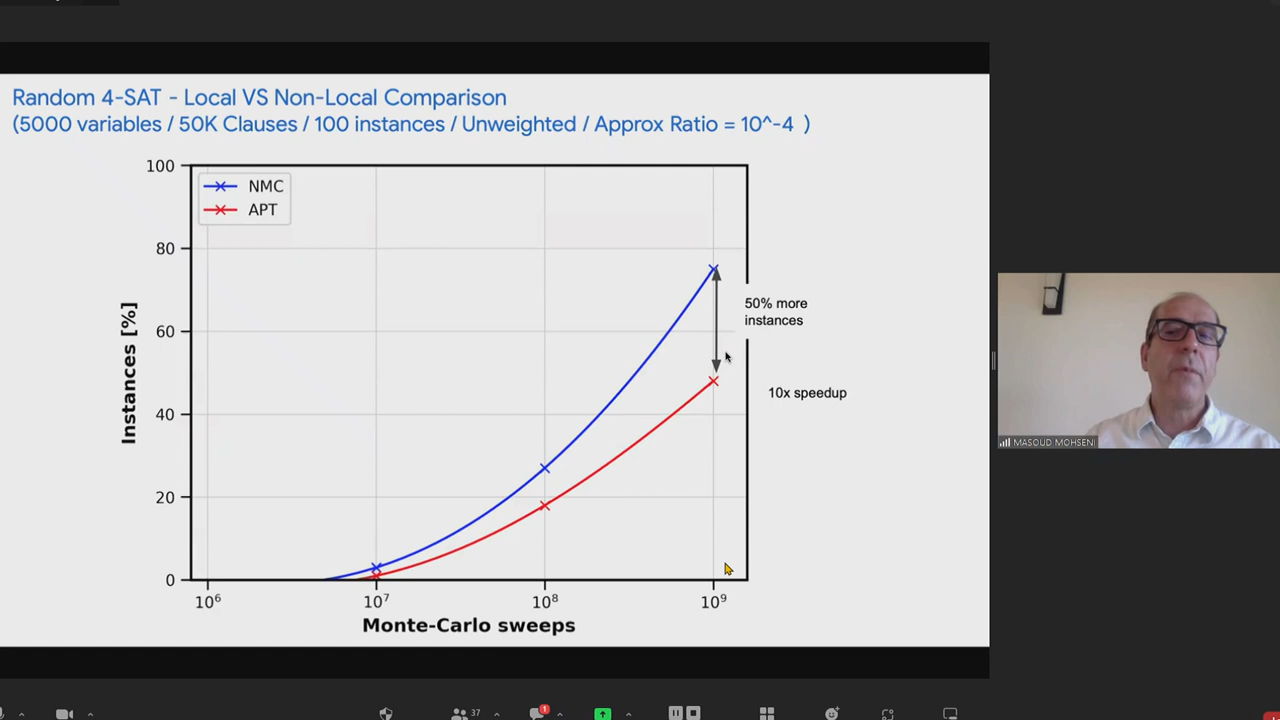 Random 4-SAT - Local VS Non-Local Comparison
(5000 variables / 50K Clauses / 100 instances / Unweighted / Approx Ratio = 10^-4 )
100
80
60
40
20
0
Instances [%]
NMC
APT
50% more
instances
10x speedup
10⁶
10⁷
10⁸
10⁹
Monte-Carlo sweeps
MASOUD MOHSENI
37
1